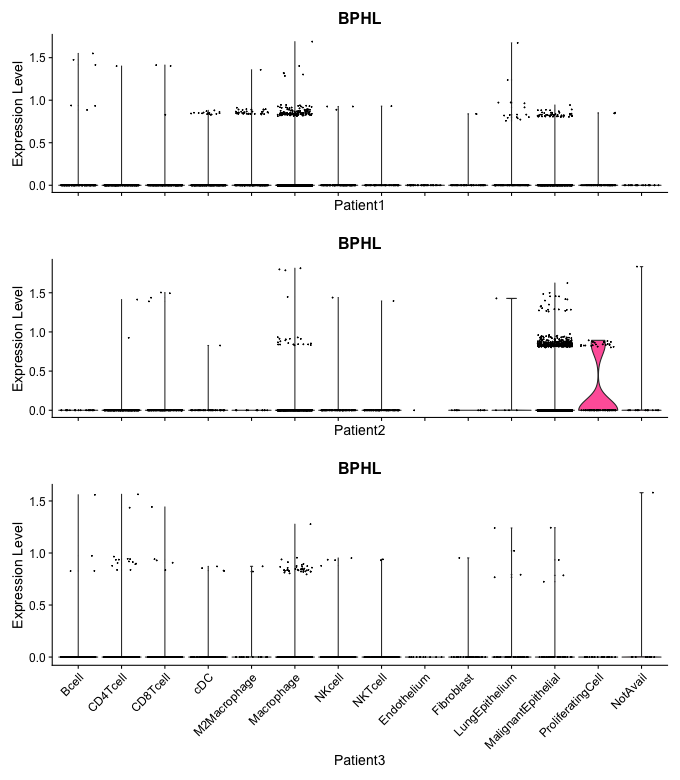 BPHL
Expression Level
1.5
1.0
0.5
0.0
Patient1
BPHL
Expression Level
1.5
1.0
0.5
0.0
Patient2
BPHL
Expression Level
1.5
1.0
0.5
0.0
Bcell
CD4Tcell
CD8Tcell
cDC
M2Macrophage
Macrophage
NKcell
NKTcell
Endothelium
Fibroblast
LungEpithelium
MalignantEpithelial
ProliferatingCell
NotAvail
Patient3